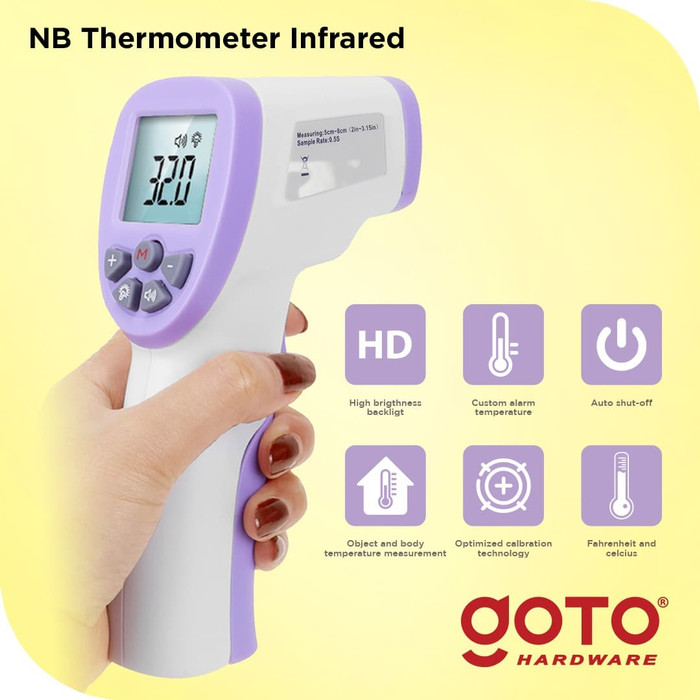 NB Thermometer Infrared
Measuring:5cm~8cm (2in~3.15in)
Sample Rate:0.5S
32.0
+ M -
HD
High brigthness
backligt
Custom alarm
temperature
Auto shut-off
Object and body
temperature measurement
Optimized calbration
technology
Fahrenheit and
celcius
goTO®
HARDWARE